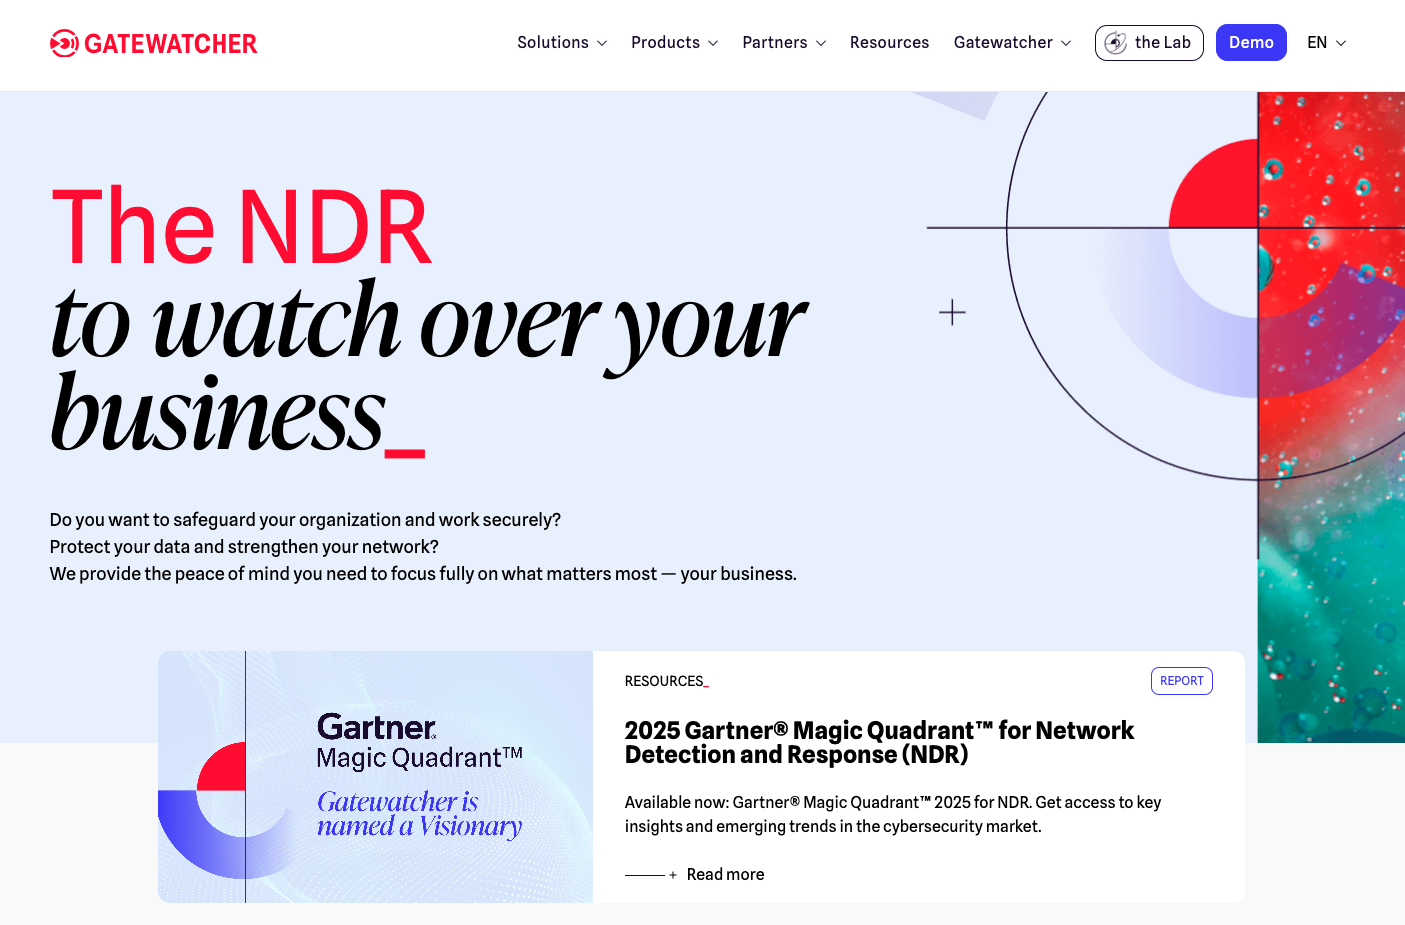 GATEWATCHER
Solutions
Products
Partners
Resources
Gatewatcher
the Lab
Demo
EN
The NDR
to watch over your
business_
Do you want to safeguard your organization and work securely?
Protect your data and strengthen your network?
We provide the peace of mind you need to focus fully on what matters most — your business.
Gartner®
Magic Quadrant™
Gatewatcher is
named a Visionary
RESOURCES_
REPORT
2025 Gartner® Magic Quadrant™ for Network
Detection and Response (NDR)
Available now: Gartner® Magic Quadrant™ 2025 for NDR. Get access to key
insights and emerging trends in the cybersecurity market.
Read more